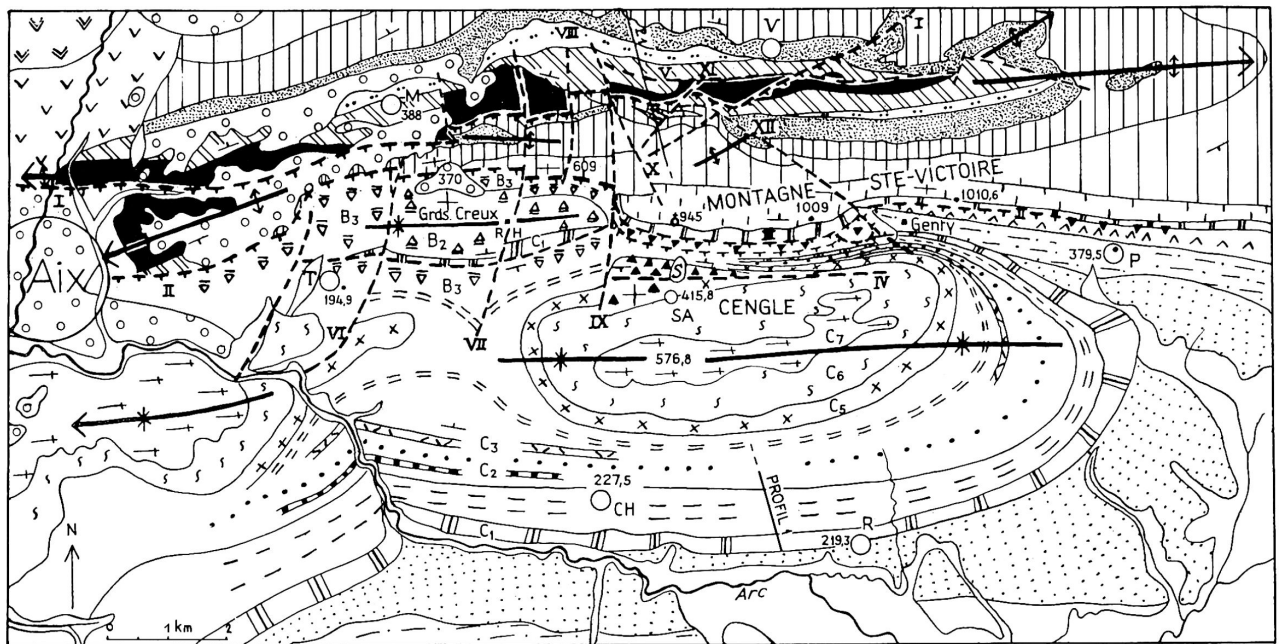 VIII
V
I
V
XI
M
388
XII
X
X
I
609
370
B₃
B₃
MONTAGNE
STE-VICTOIRE
1010,6
945
1009
Grds. Creux
R
H
B₂
C₁
II
Genty
379,5
P
Aix
II
T
194,9
B₃
S
415,8
SA
CENGLE
IV
IX
VI
VII
576,8
C₇
C₆
C₅
C₃
C₂
227,5
CH
PROFIL 4
R
219,3
C₁
N
Arc
1 km 2